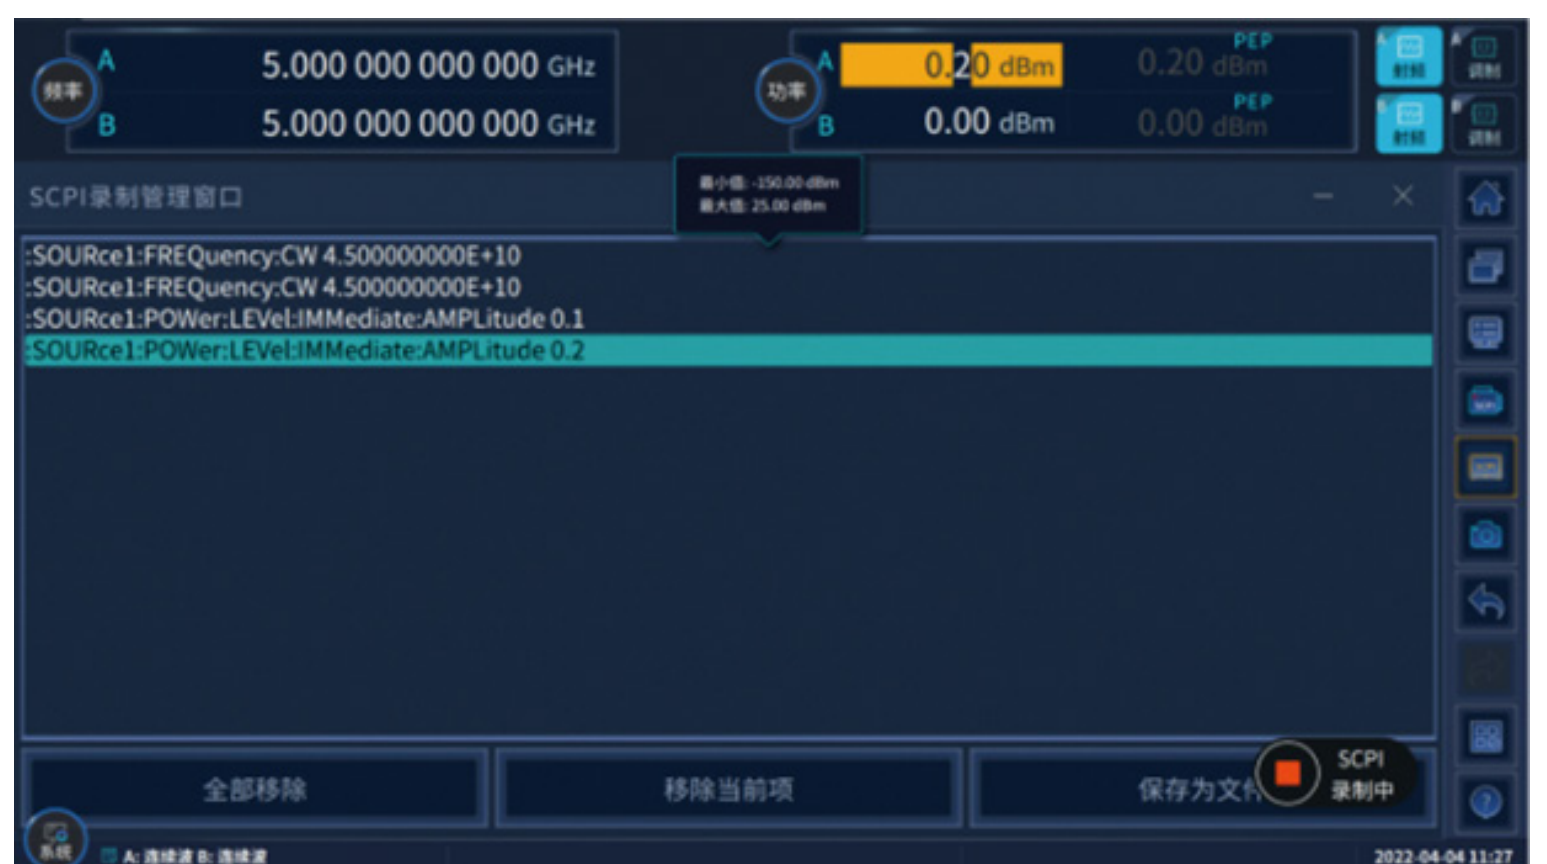 频率
A 5.000 000 000 000 GHz
B 5.000 000 000 000 GHz
功率
A 0.20 dBm PEP 0.20 dBm
B 0.00 dBm PEP 0.00 dBm
A 射频
A 调制
B 射频
B 调制
SCPI录制管理窗口
最小值: -150.00 dBm
最大值: 25.00 dBm
:SOURce1:FREQuency:CW 4.500000000E+10
:SOURce1:FREQuency:CW 4.500000000E+10
:SOURce1:POWer:LEVel:IMMediate:AMPLitude 0.1
:SOURce1:POWer:LEVel:IMMediate:AMPLitude 0.2
SCPI
全部移除
移除当前项
保存为文件
SCPI
录制中
系统
A: 连续波 B: 连续波
2022-04-04 11:27